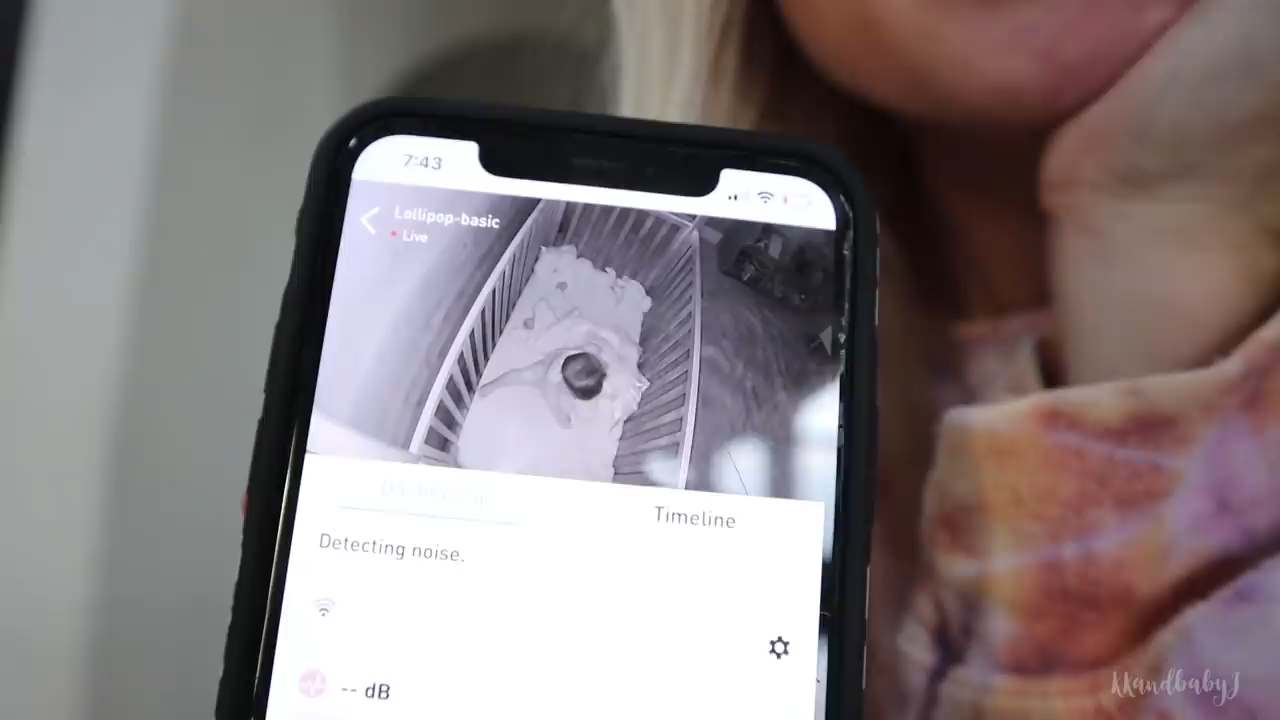 7:43
Lollipop-basic
Live
Timeline
Detecting noise.
-- dB
KKandbabyJ